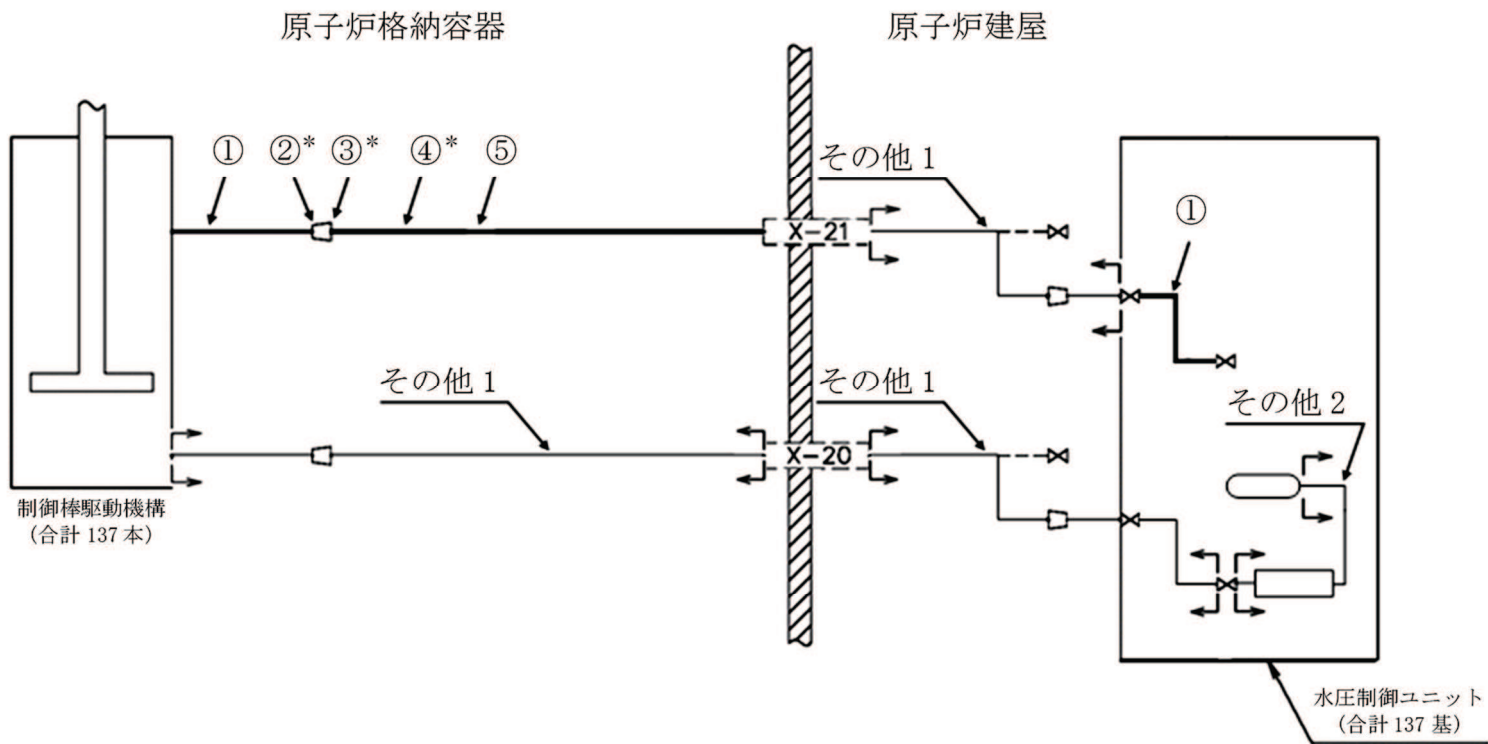 原子炉格納容器
原子炉建屋
① ②* ③* ④* ⑤
その他 1
①
X-21
その他 1
その他 1
その他 2
X-20
制御棒駆動機構
(合計 137 本)
水圧制御ユニット
(合計 137 基)